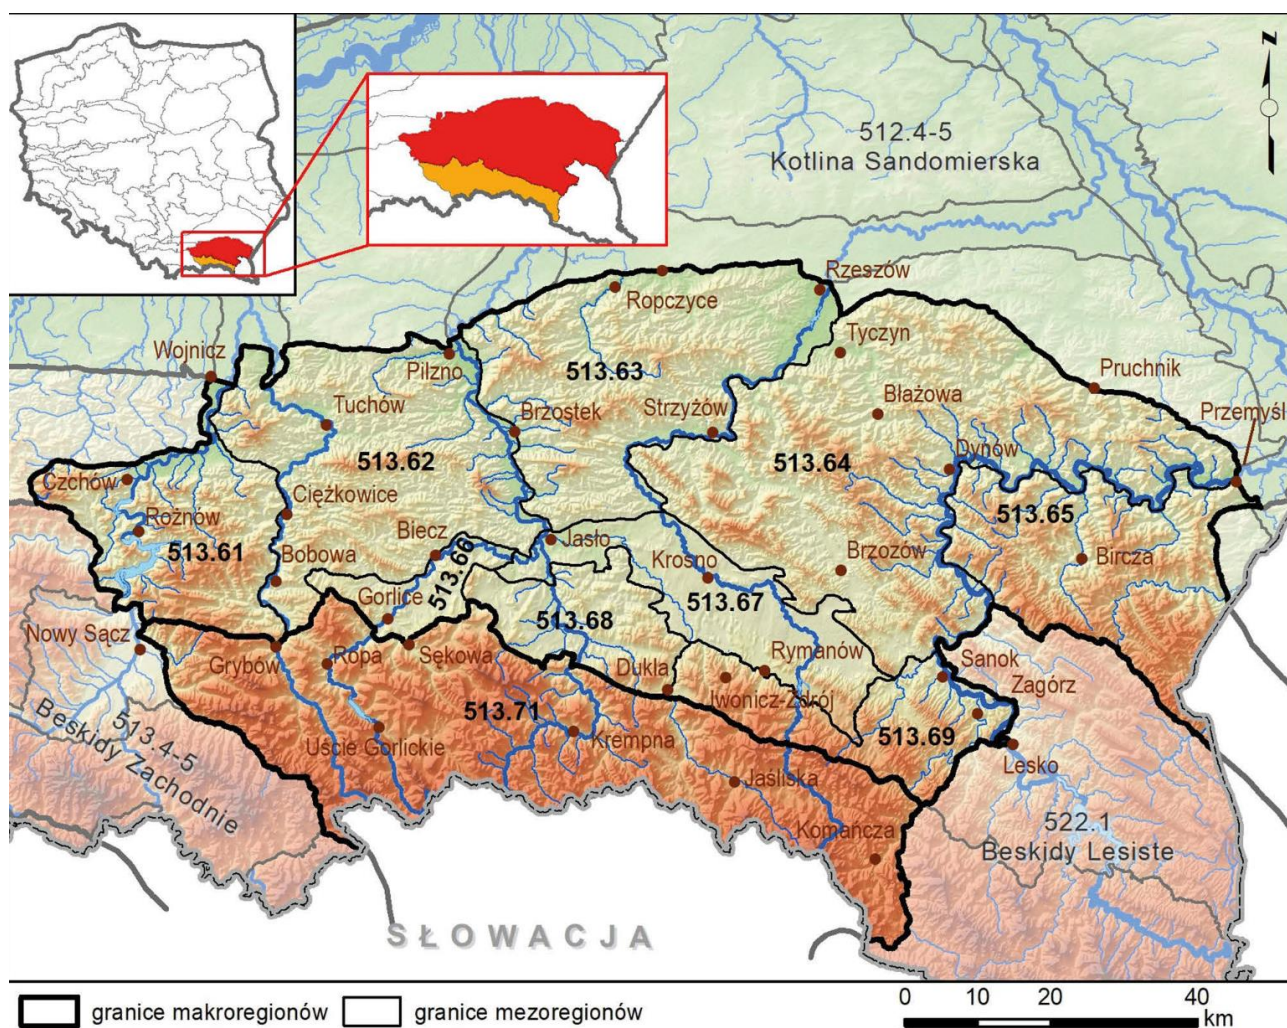 N
512.4-5
Kotlina Sandomierska
Rzeszów
Ropczyce
Wojnicz
Pilzno
513.63
Tyczyn
Pruchnik
Tuchów
Brzostek
Strzyżów
Błażowa
Przemyśl
513.62
513.64
Dynów
Czchów
Ciężkowice
Rożnów
513.65
Biecz
Jasło
513.61
Bobowa
513.66
Krosno
Brzozów
Bircza
Gorlice
513.68
513.67
Nowy Sącz
Grybów
Ropa
Sękowa
Dukla
Rymanów
Iwonicz-Zdrój
Sanok
Zagórz
513.4-5
Beskidy Zachodnie
513.71
Uście Gorlickie
Krempna
513.69
Jaśliska
Lesko
Komańcza
522.1
Beskidy Lesiste
SŁOWACJA
granice makroregionów
granice mezoregionów
0 10 20 40
km